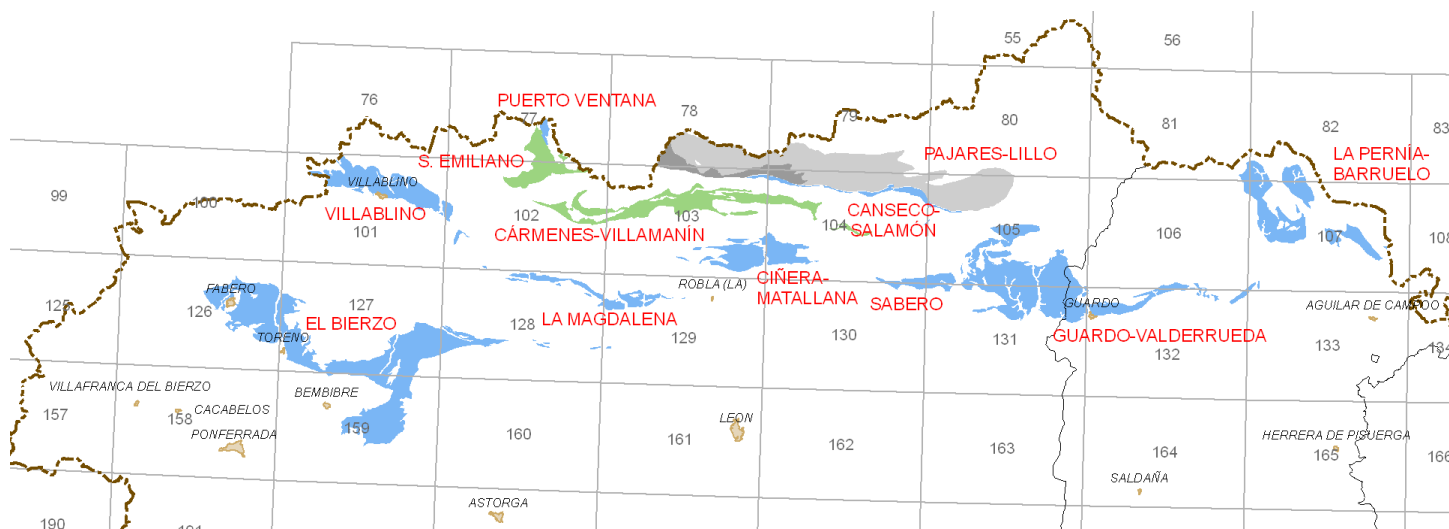 55
56
76
PUERTO VENTANA
77
78
79
80
81
82
83
S. EMILIANO
PAJARES-LILLO
LA PERNÍA-
BARRUELO
99
100
VILLABLINO
VILLABLINO
101
102
103
CÁRMENES-VILLAMANÍN
104
CANSECO-
SALAMÓN
105
106
107
108
CIÑERA-
MATALLANA
SABERO
ROBLA (LA)
FABERO
125
126
127
EL BIERZO
128
LA MAGDALENA
129
130
131
GUARDO
GUARDO-VALDERRUEDA
132
AGUILAR DE CAMPOO
133
134
TORENO
VILLAFRANCA DEL BIERZO
BEMBIBRE
157
158
CACABELOS
PONFERRADA
159
160
161
LEON
162
163
164
HERRERA DE PISUERGA
165
166
SALDAÑA
ASTORGA
190
191